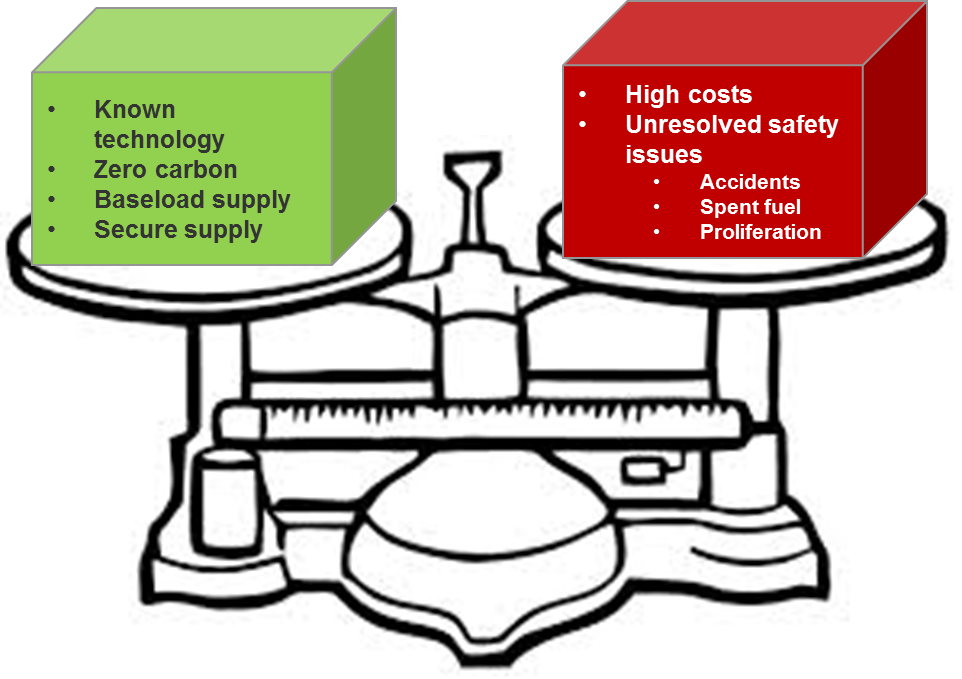 • Known
technology
• Zero carbon
• Baseload supply
• Secure supply
• High costs
• Unresolved safety
issues
• Accidents
• Spent fuel
• Proliferation